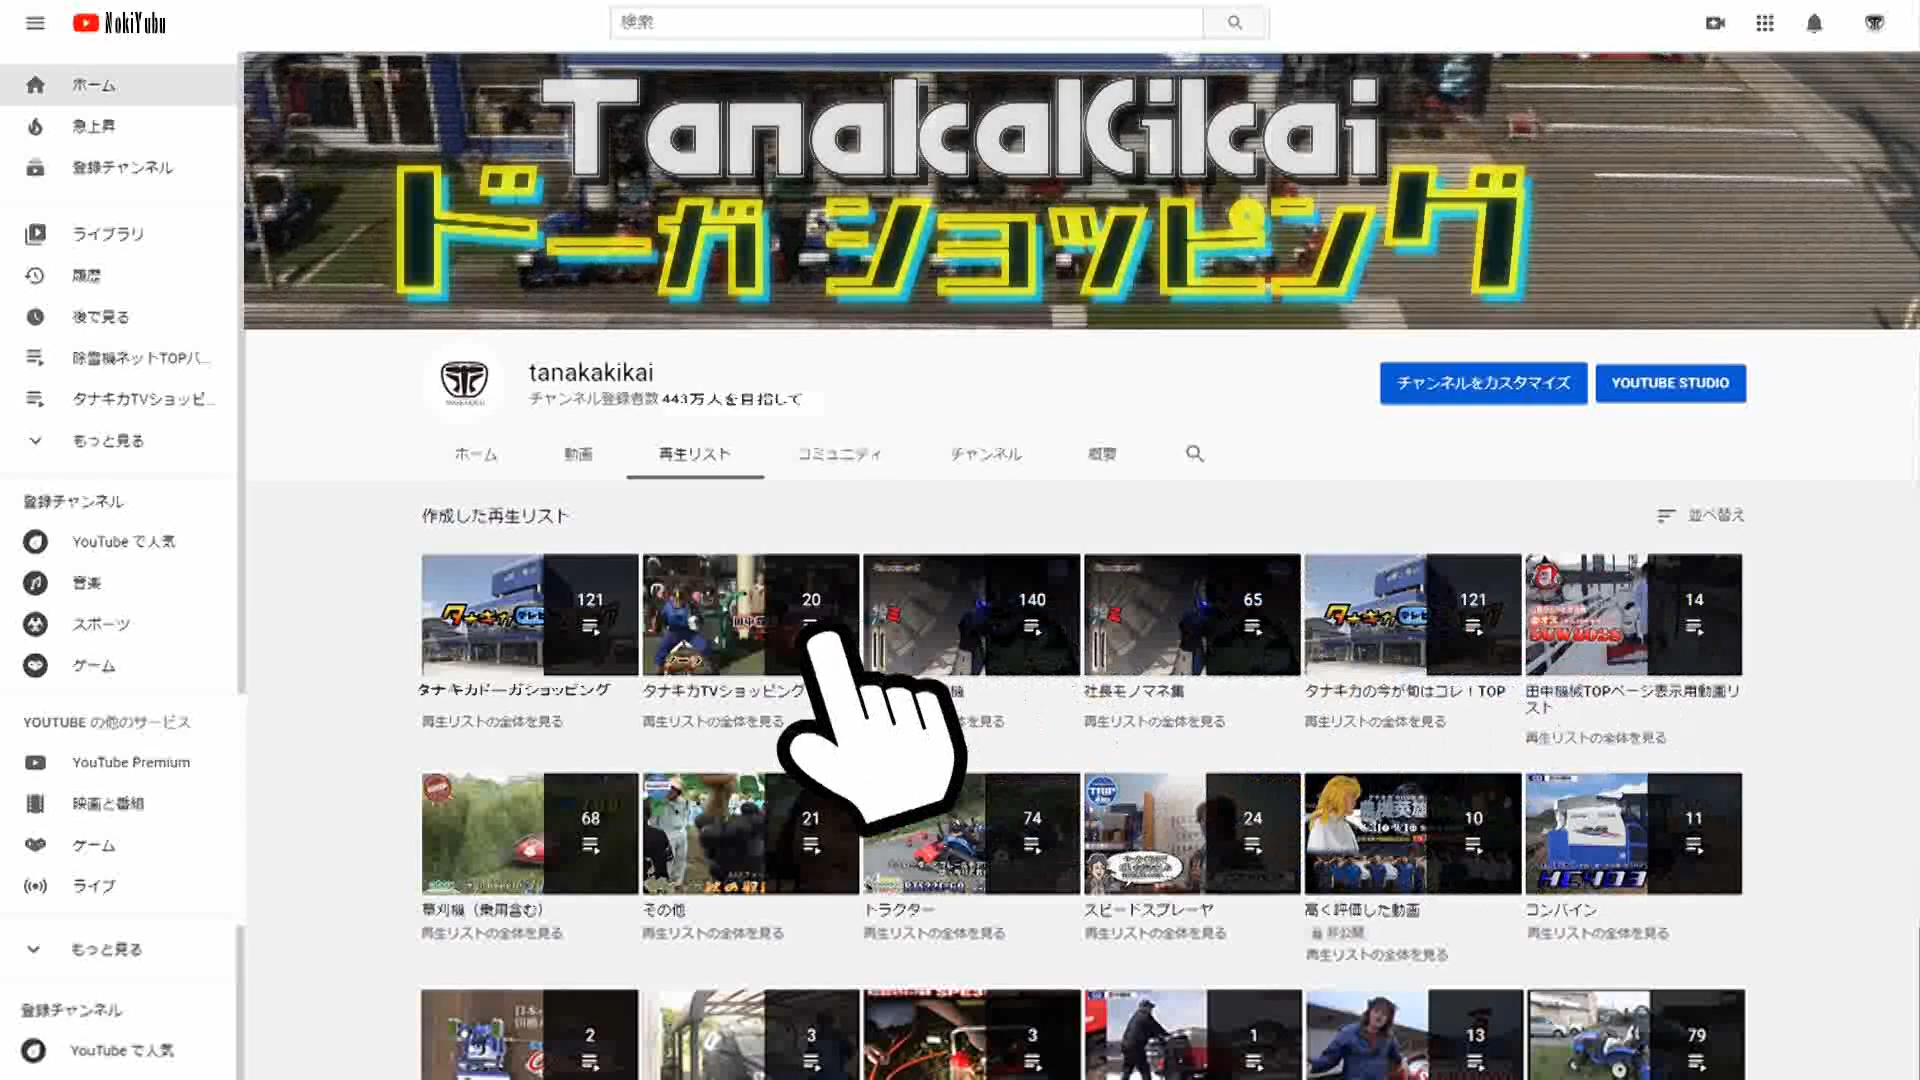 NokiYubu
検索
ホーム
急上昇
登録チャンネル
ライブラリ
履歴
後で見る
除雪機ネットTOPバ...
タナキカTVショッピ...
もっと見る
登録チャンネル
YouTube で人気
音楽
スポーツ
ゲーム
YOUTUBE の他のサービス
YouTube Premium
映画と番組
ゲーム
ライブ
もっと見る
登録チャンネル
YouTube で人気
TanakaKikai
ドーガショッピング
tanakakikai
チャンネル登録者数 443万人を目指して
チャンネルをカスタマイズ
YOUTUBE STUDIO
ホーム 動画 再生リスト コミュニティ チャンネル 概要
作成した再生リスト
並べ替え
121 20 140 65 121 14
タナキカドーガショッピング
再生リストの全体を見る
タナキカTVショッピング
再生リストの全体を見る
機
体を見る
社長モノマネ集
再生リストの全体を見る
タナキカの今が旬はコレ！TOP
再生リストの全体を見る
田中機械TOPページ表示用動画リ
スト
再生リストの全体を見る
68 21 74 24 10 11
草刈機（乗用含む）
再生リストの全体を見る
その他
再生リストの全体を見る
トラクター
再生リストの全体を見る
スピードスプレーヤ
再生リストの全体を見る
高く評価した動画
非公開
再生リストの全体を見る
コンバイン
再生リストの全体を見る
2 3 3 1 13 79